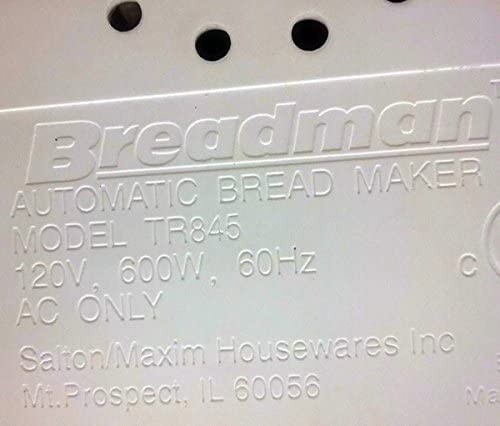 Breadman
AUTOMATIC BREAD MAKER
MODEL TR845
120V, 600W, 60Hz
AC ONLY
c
Salton/Maxim Housewares Inc
Mt. Prospect, IL 60056